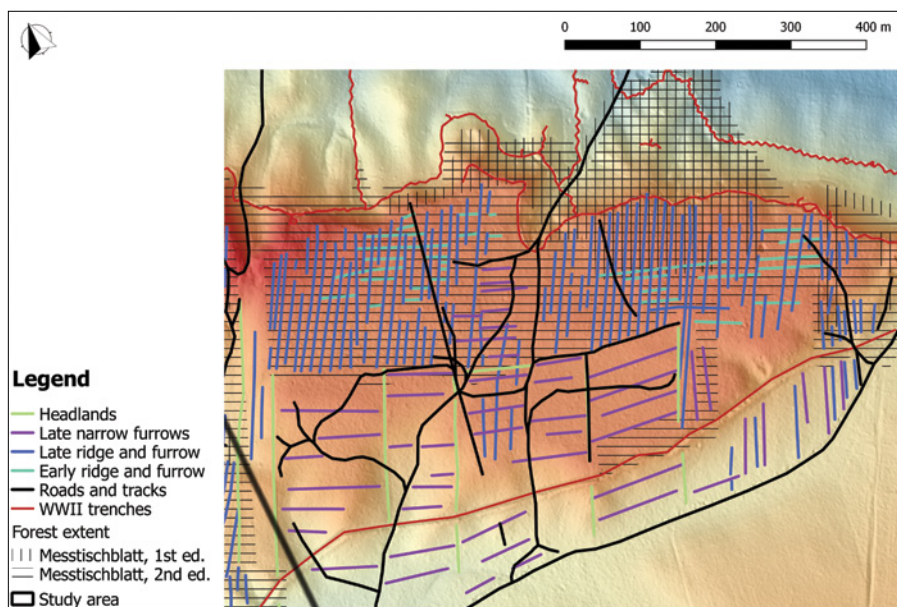 0 100 200 300 400 m
Legend
Headlands
Late narrow furrows
Late ridge and furrow
Early ridge and furrow
Roads and tracks
WWII trenches
Forest extent
Messtischblatt, 1st ed.
Messtischblatt, 2nd ed.
Study area